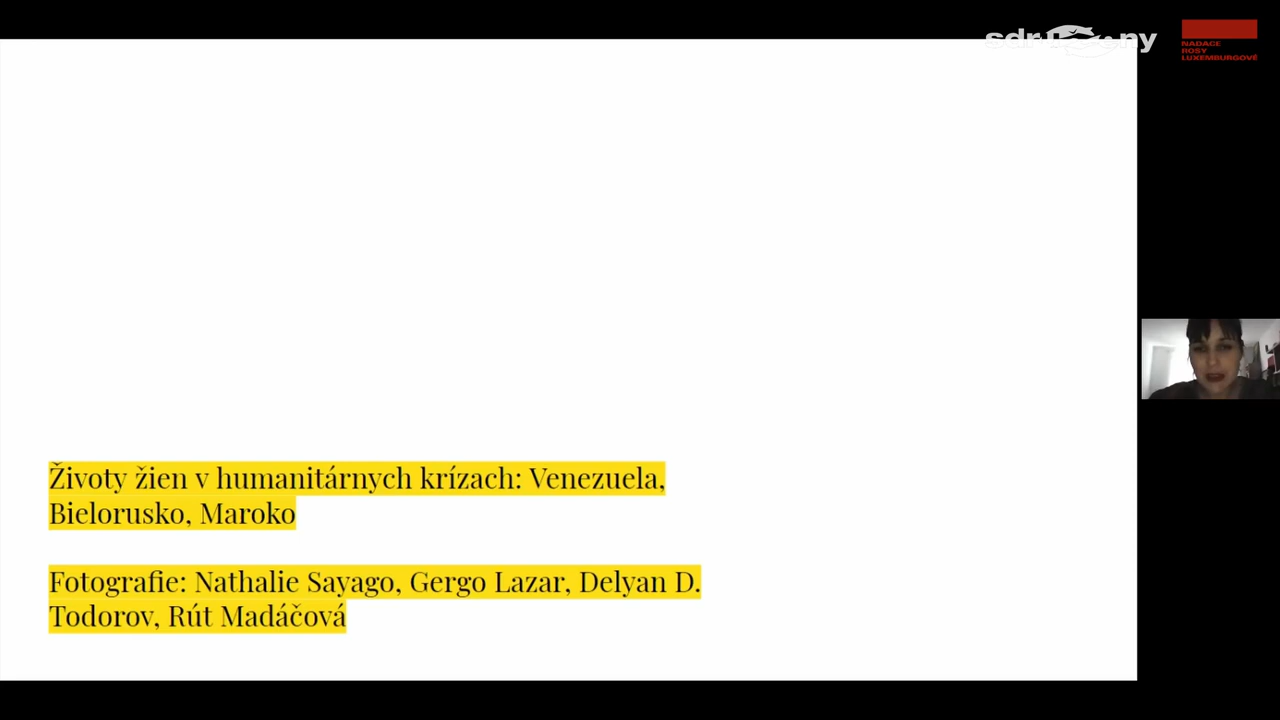 NADACE
ROSY
LUXEMBURGOVÉ
Životy žien v humanitárnych krízach: Venezuela,
Bielorusko, Maroko
Fotografie: Nathalie Sayago, Gergo Lazar, Delyan D.
Todorov, Rút Madáčová